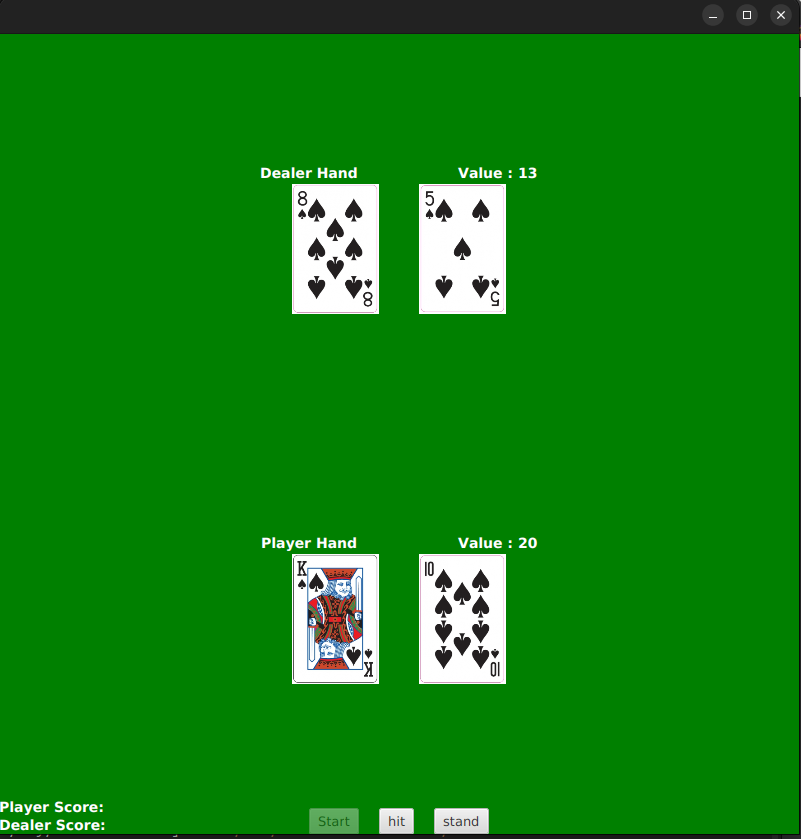 Dealer Hand Value : 13
8 5
8 5
Player Hand Value : 20
K 10
K 10
Player Score:
Dealer Score:
Start hit stand